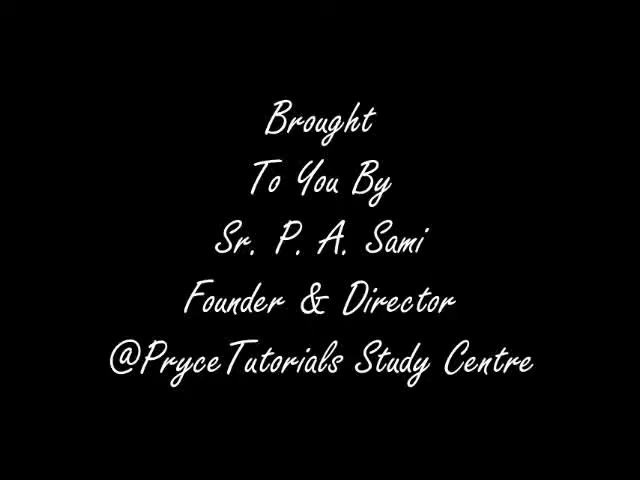 Brought
To You By
Sr. P. A. Sami
Founder & Director
@PryceTutorials Study Centre